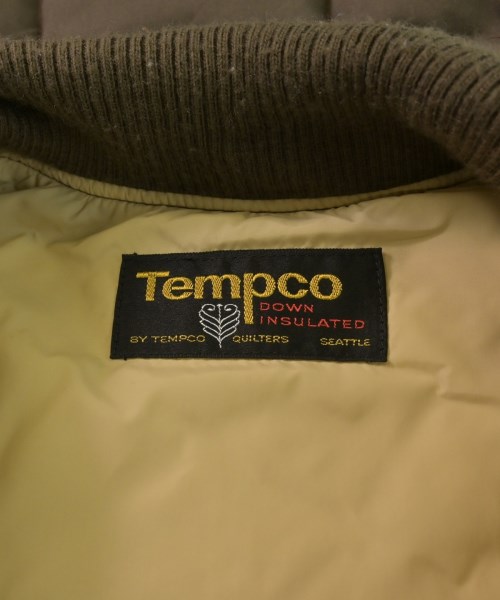 Tempco
DOWN
INSULATED
BY TEMPCO QUILTERS SEATTLE